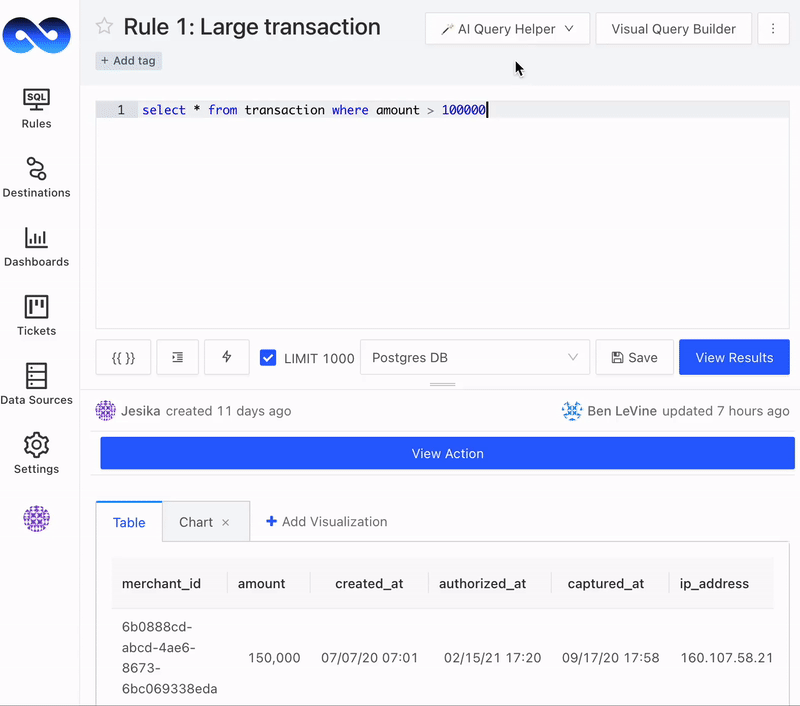 Rule 1: Large transaction
AI Query Helper
Visual Query Builder
+ Add tag
SQL
Rules
Destinations
Dashboards
Tickets
Data Sources
Settings
1 select * from transaction where amount > 100000
{{ }}
LIMIT 1000
Postgres DB
Save
View Results
Jesika created 11 days ago
Ben LeVine updated 7 hours ago
View Action
Table
Chart ×
+ Add Visualization
merchant_id amount created_at authorized_at captured_at ip_address
6b0888cd-
abcd-4ae6-
8673-
6bc069338eda
150,000 07/07/20 07:01 02/15/21 17:20 09/17/20 17:58 160.107.58.21